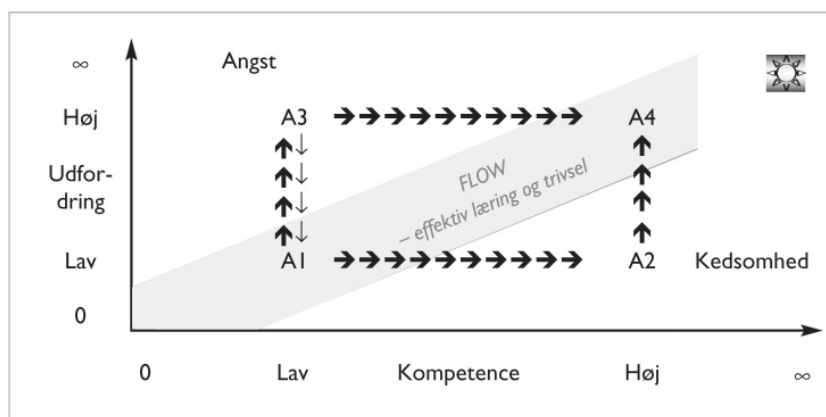 ∞
Angst
Høj
A3
A4
Udfor-
dring
FLOW
– effektiv læring og trivsel
Lav
A1
A2
Kedsomhed
0
0
Lav
Kompetence
Høj
∞